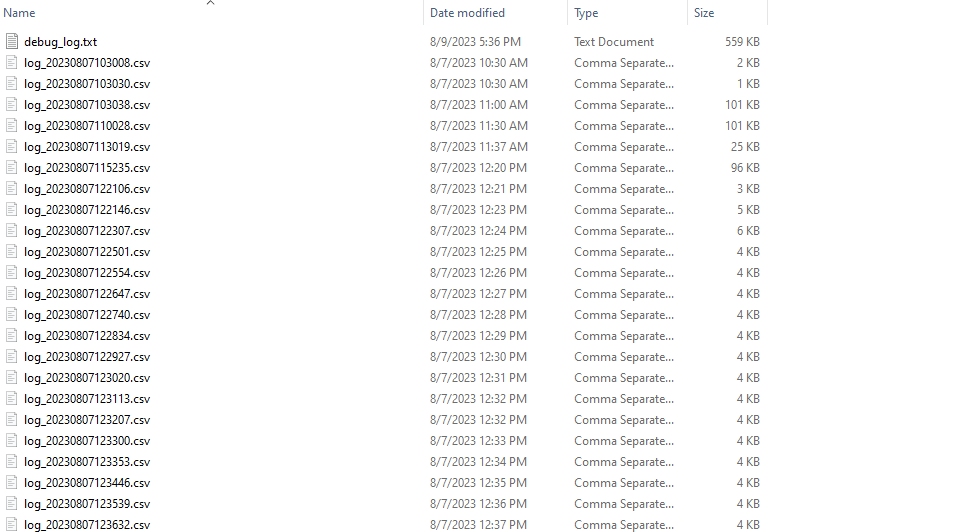 Name Date modified Type Size
debug_log.txt 8/9/2023 5:36 PM Text Document 559 KB
log_20230807103008.csv 8/7/2023 10:30 AM Comma Separate... 2 KB
log_20230807103030.csv 8/7/2023 10:30 AM Comma Separate... 1 KB
log_20230807103038.csv 8/7/2023 11:00 AM Comma Separate... 101 KB
log_20230807110028.csv 8/7/2023 11:30 AM Comma Separate... 101 KB
log_20230807113019.csv 8/7/2023 11:37 AM Comma Separate... 25 KB
log_20230807115235.csv 8/7/2023 12:20 PM Comma Separate... 96 KB
log_20230807122106.csv 8/7/2023 12:21 PM Comma Separate... 3 KB
log_20230807122146.csv 8/7/2023 12:23 PM Comma Separate... 5 KB
log_20230807122307.csv 8/7/2023 12:24 PM Comma Separate... 6 KB
log_20230807122501.csv 8/7/2023 12:25 PM Comma Separate... 4 KB
log_20230807122554.csv 8/7/2023 12:26 PM Comma Separate... 4 KB
log_20230807122647.csv 8/7/2023 12:27 PM Comma Separate... 4 KB
log_20230807122740.csv 8/7/2023 12:28 PM Comma Separate... 4 KB
log_20230807122834.csv 8/7/2023 12:29 PM Comma Separate... 4 KB
log_20230807122927.csv 8/7/2023 12:30 PM Comma Separate... 4 KB
log_20230807123020.csv 8/7/2023 12:31 PM Comma Separate... 4 KB
log_20230807123113.csv 8/7/2023 12:32 PM Comma Separate... 4 KB
log_20230807123207.csv 8/7/2023 12:32 PM Comma Separate... 4 KB
log_20230807123300.csv 8/7/2023 12:33 PM Comma Separate... 4 KB
log_20230807123353.csv 8/7/2023 12:34 PM Comma Separate... 4 KB
log_20230807123446.csv 8/7/2023 12:35 PM Comma Separate... 4 KB
log_20230807123539.csv 8/7/2023 12:36 PM Comma Separate... 4 KB
log_20230807123632.csv 8/7/2023 12:37 PM Comma Separate... 4 KB